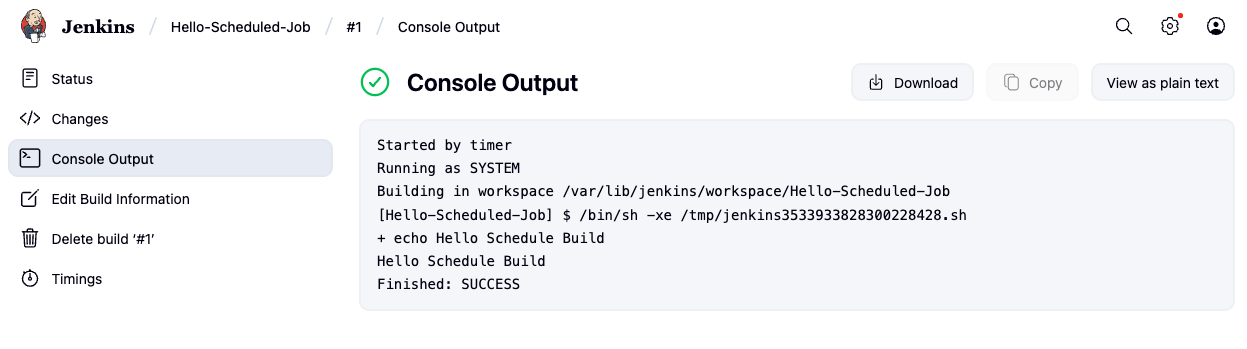 Jenkins / Hello-Scheduled-Job / #1 / Console Output
Status
Changes
Console Output
Edit Build Information
Delete build ‘#1’
Timings
Console Output
Download
Copy
View as plain text
Started by timer
Running as SYSTEM
Building in workspace /var/lib/jenkins/workspace/Hello-Scheduled-Job
[Hello-Scheduled-Job] $ /bin/sh -xe /tmp/jenkins3533933828300228428.sh
+ echo Hello Schedule Build
Hello Schedule Build
Finished: SUCCESS